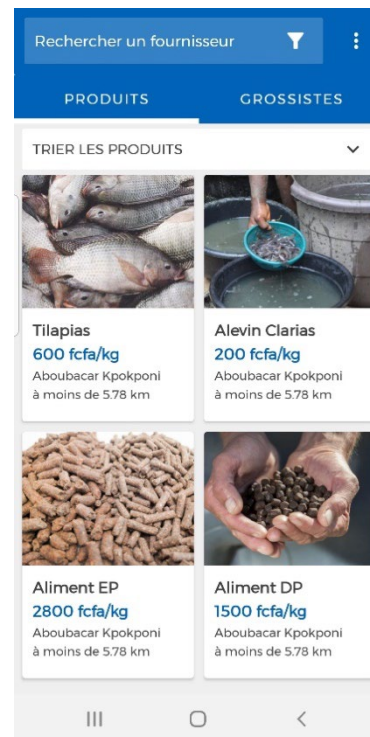 Rechercher un fournisseur
PRODUITS
GROSSISTES
TRIER LES PRODUITS
Tilapias
600 fcfa/kg
Aboubacar Kpokponi
à moins de 5.78 km
Alevin Clarias
200 fcfa/kg
Aboubacar Kpokponi
à moins de 5.78 km
Aliment EP
2800 fcfa/kg
Aboubacar Kpokponi
à moins de 5.78 km
Aliment DP
1500 fcfa/kg
Aboubacar Kpokponi
à moins de 5.78 km